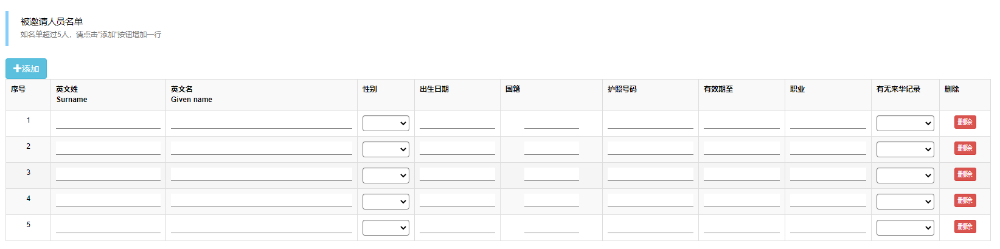 被邀请人员名单
如名单超过5人，请点击"添加"按钮增加一行
添加
序号 英文姓 英文名 性别 出生日期 国籍 护照号码 有效期至 职业 有无来华记录 删除
Surname Given name
1 删除
2 删除
3 删除
4 删除
5 删除